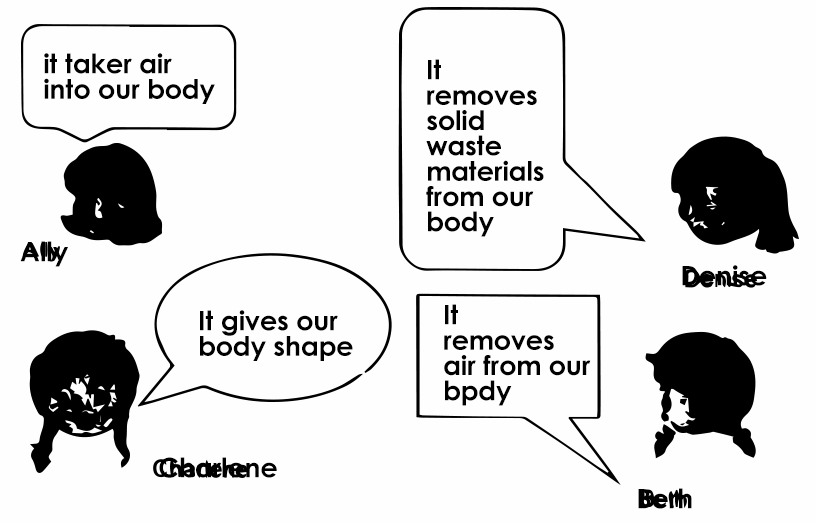 it taker air
into our body
Ally
It
removes
solid
waste
materials
from our
body
Denise
It gives our
body shape
Charlene
It
removes
air from our
bpdy
Beth